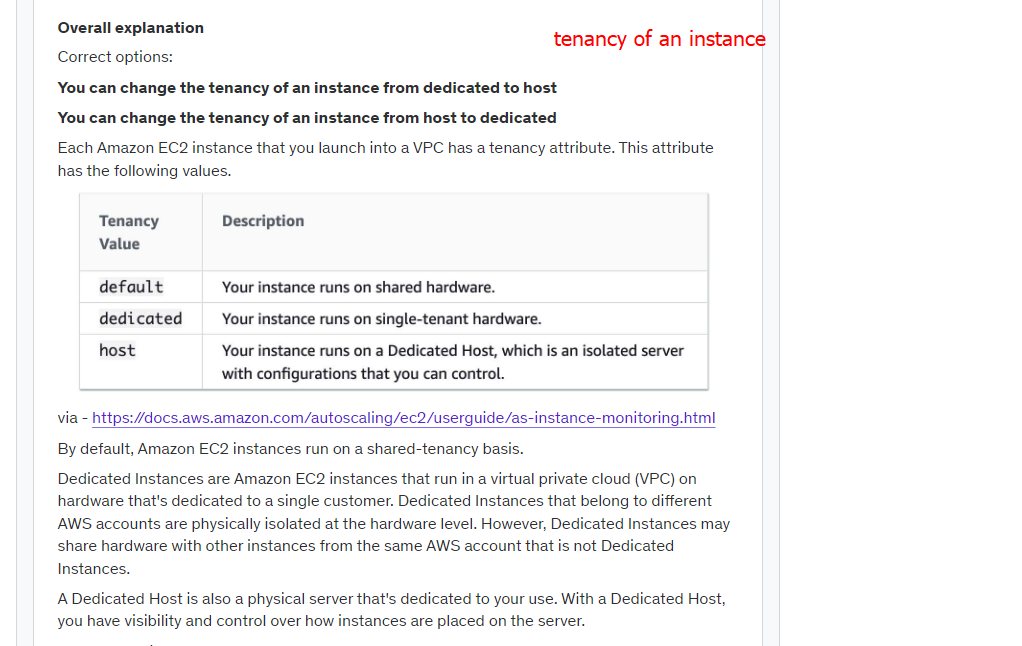 Overall explanation
tenancy of an instance
Correct options:
You can change the tenancy of an instance from dedicated to host
You can change the tenancy of an instance from host to dedicated
Each Amazon EC2 instance that you launch into a VPC has a tenancy attribute. This attribute
has the following values.
Tenancy Value
Description
default
Your instance runs on shared hardware.
dedicated
Your instance runs on single-tenant hardware.
host
Your instance runs on a Dedicated Host, which is an isolated server
with configurations that you can control.
via - https://docs.aws.amazon.com/autoscaling/ec2/userguide/as-instance-monitoring.html
By default, Amazon EC2 instances run on a shared-tenancy basis.
Dedicated Instances are Amazon EC2 instances that run in a virtual private cloud (VPC) on
hardware that's dedicated to a single customer. Dedicated Instances that belong to different
AWS accounts are physically isolated at the hardware level. However, Dedicated Instances may
share hardware with other instances from the same AWS account that is not Dedicated
Instances.
A Dedicated Host is also a physical server that's dedicated to your use. With a Dedicated Host,
you have visibility and control over how instances are placed on the server.